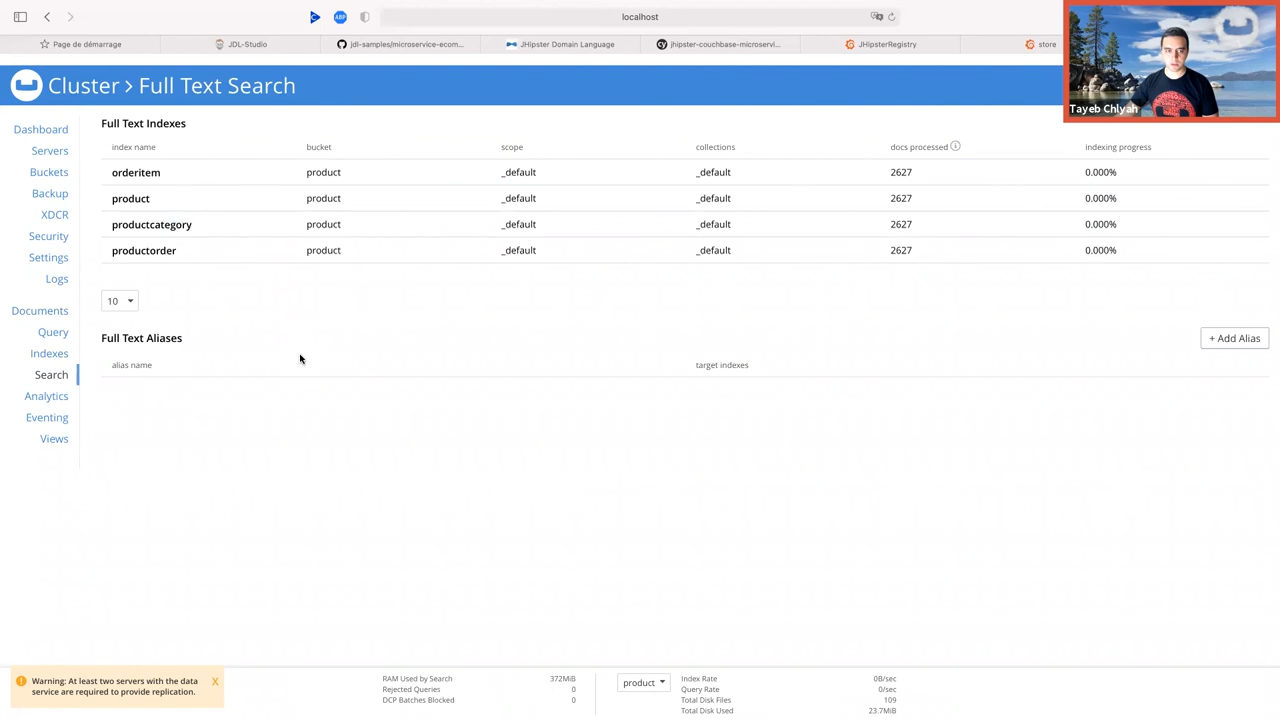 localhost
Page de démarrage
JDL-Studio
jdl-samples/microservice-ecom...
JHipster Domain Language
jhipster-couchbase-microservi...
JHipsterRegistry
store
ABP
Tayeb Chlyah
Cluster > Full Text Search
Dashboard
Servers
Buckets
Backup
XDCR
Security
Settings
Logs
Documents
Query
Indexes
Search
Analytics
Eventing
Views
Full Text Indexes
index name bucket scope collections docs processed indexing progress
orderitem product _default _default 2627 0.000%
product product _default _default 2627 0.000%
productcategory product _default _default 2627 0.000%
productorder product _default _default 2627 0.000%
10
Full Text Aliases
+ Add Alias
alias name target indexes
Warning: At least two servers with the data
service are required to provide replication.
X
RAM Used by Search 372MiB
Rejected Queries 0
DCP Batches Blocked 0
product
Index Rate 0B/sec
Query Rate 0/sec
Total Disk Files 109
Total Disk Used 23.7MiB